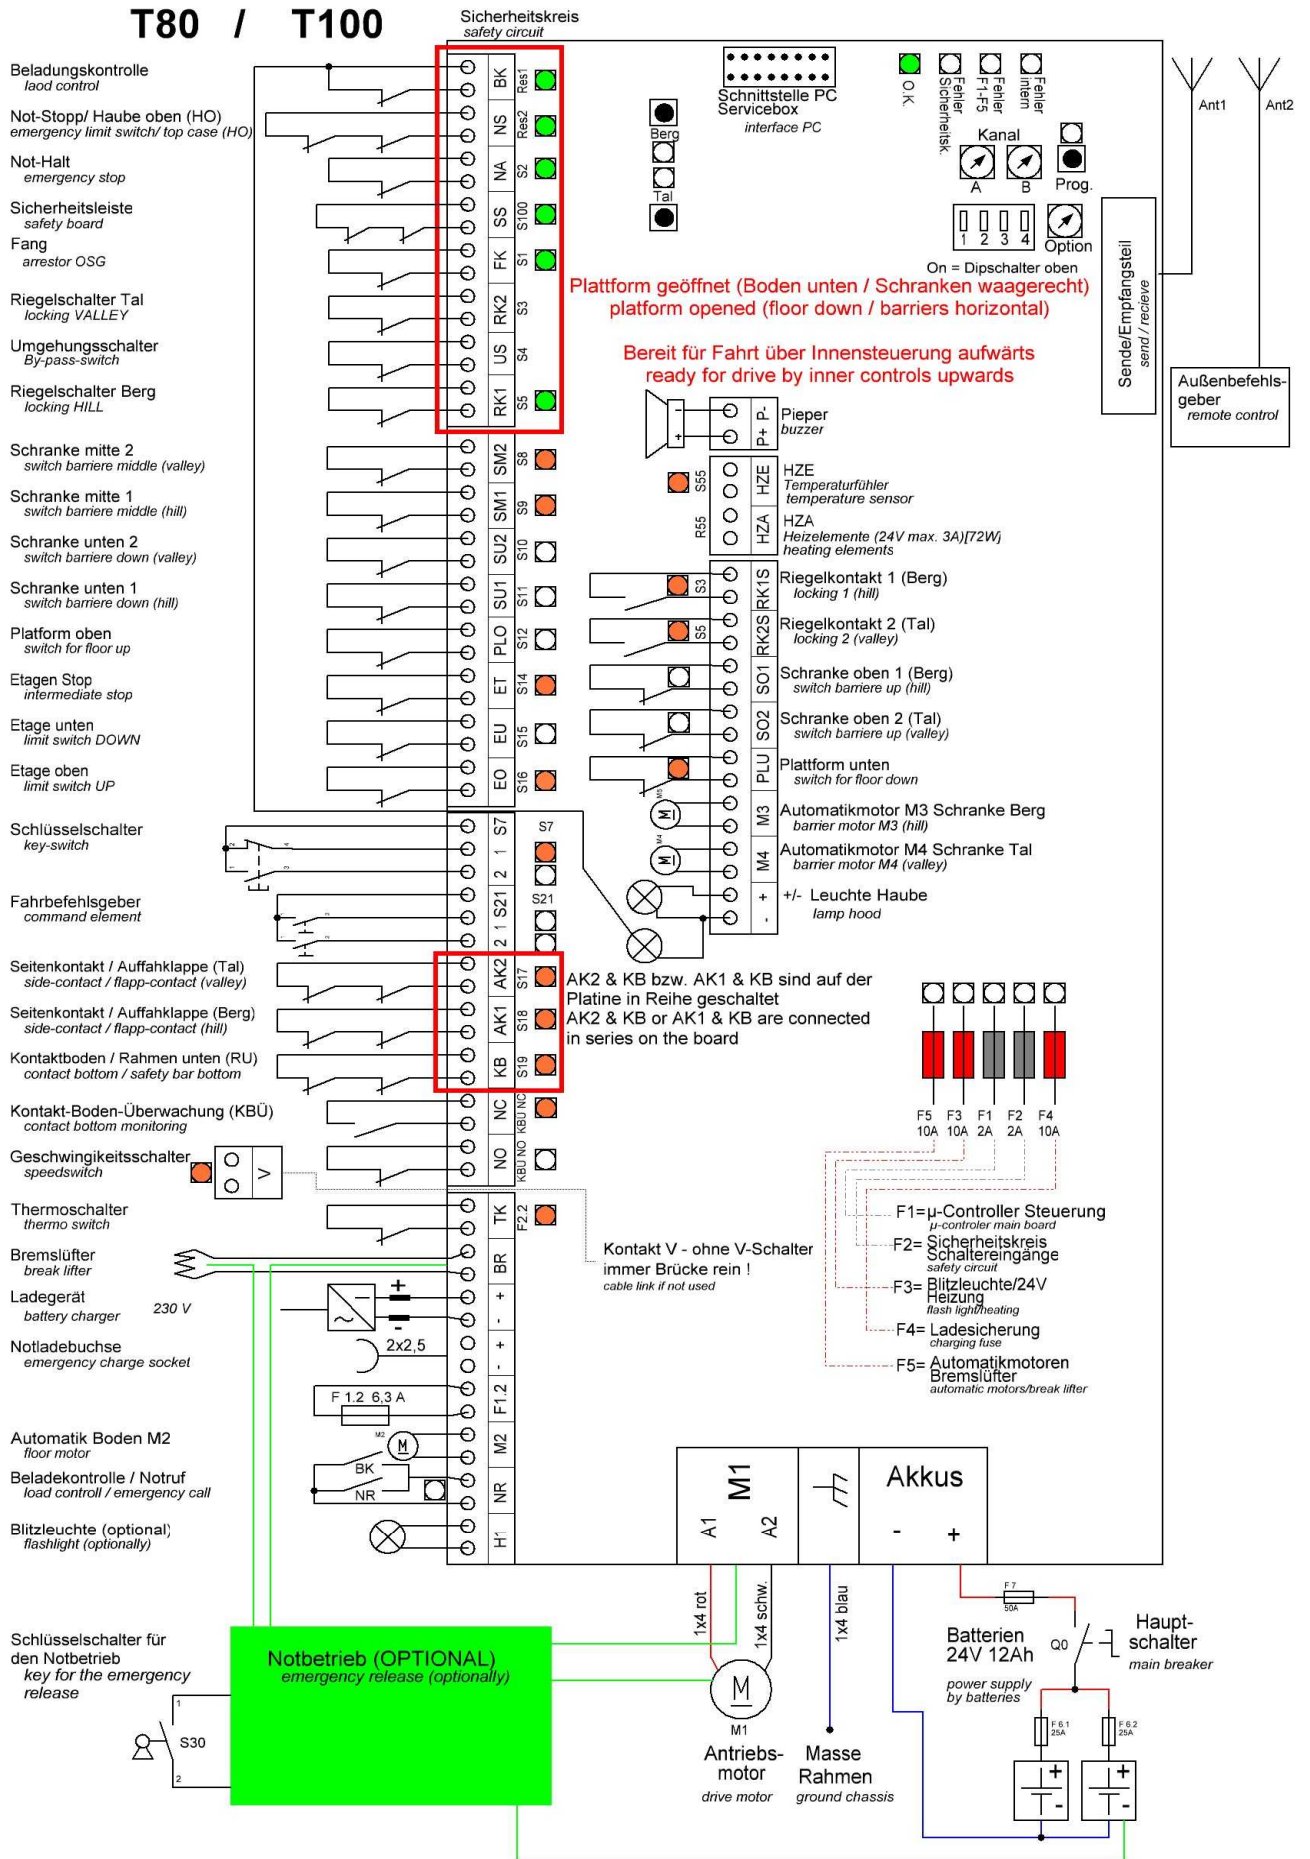 T80 / T100
Sicherheitskreis
safety circuit
Beladungskontrolle
laod control
BK
Res1
Not-Stopp/ Haube oben (HO)
emergency limit switch/ top case (HO)
NS
Res2
Not-Halt
emergency stop
NA
S2
Sicherheitsleiste
safety board
SS
S100
Fang
arrestor OSG
FK
S1
Riegelschalter Tal
locking VALLEY
RK2
S3
Umgehungsschalter
By-pass-switch
US
S4
Riegelschalter Berg
locking HILL
RK1
S5
Schranke mitte 2
switch barriere middle (valley)
SM2
S8
Schranke mitte 1
switch barriere middle (hill)
SM1
S9
Schranke unten 2
switch barriere down (valley)
SU2
S10
Schranke unten 1
switch barriere down (hill)
SU1
S11
Platform oben
switch for floor up
PLO
S12
Etagen Stop
intermediate stop
ET
S14
Etage unten
limit switch DOWN
EU
S15
Etage oben
limit switch UP
EO
S16
Schlüsselschalter
key-switch
2 4
1 3
S7
1
2
S7
Fahrbefehlsgeber
command element
S21
1
2
S21
Seitenkontakt / Auffahklappe (Tal)
side-contact / flapp-contact (valley)
AK2
S17
Seitenkontakt / Auffahklappe (Berg)
side-contact / flapp-contact (hill)
AK1
S18
Kontaktboden / Rahmen unten (RU)
contact bottom / safety bar bottom
KB
S19
Kontakt-Boden-Überwachung (KBÜ)
contact bottom monitoring
NC
KBÜ NC
Geschwingikeitsschalter
speedswitch
V
NO
KBÜ NO
Thermoschalter
thermo switch
TK
F2.2
Bremslüfter
break lifter
BR
Ladegerät
battery charger
230 V
+
-
+
-
Notladebuchse
emergency charge socket
2x2,5
+
-
F 1.2 6,3 A
F1.2
Automatik Boden M2
floor motor
M2
M
M2
Beladekontrolle / Notruf
load controll / emergency call
BK
NR
NR
Blitzleuchte (optional)
flashlight (optionally)
H1
Schnittstelle PC
Servicebox
interface PC
Berg
Tal
O.K.
Fehler
Sicherheitsk.
Fehler
F1-F5
Fehler
intern
Kanal
A
B
Prog.
1 2 3 4
Option
On = Dipschalter oben
Sende/Empfangsteil
send / recieve
Ant1
Ant2
Außenbefehls-
geber
remote control
Plattform geöffnet (Boden unten / Schranken waagerecht)
platform opened (floor down / barriers horizontal)
Bereit für Fahrt über Innensteuerung aufwärts
ready for drive by inner controls upwards
-
+
P+ P-
Pieper
buzzer
S55
HZE
HZE
Temperaturfühler
temperature sensor
R55
HZA
HZA
Heizelemente (24V max. 3A)[72W]
heating elements
S3
RK1S
Riegelkontakt 1 (Berg)
locking 1 (hill)
S5
RK2S
Riegelkontakt 2 (Tal)
locking 2 (valley)
SO1
Schranke oben 1 (Berg)
switch barriere up (hill)
SO2
Schranke oben 2 (Tal)
switch barriere up (valley)
PLU
Plattform unten
switch for floor down
M
M3
Automatikmotor M3 Schranke Berg
barrier motor M3 (hill)
M4
M
M4
Automatikmotor M4 Schranke Tal
barrier motor M4 (valley)
+
-
+/- Leuchte Haube
lamp hood
AK2 & KB bzw. AK1 & KB sind auf der
Platine in Reihe geschaltet
AK2 & KB or AK1 & KB are connected
in series on the board
F5 F3 F1 F2 F4
10A 10A 2A 2A 10A
F1=µ-Controller Steuerung
µ-controler main board
F2= Sicherheitskreis
Schaltereingänge
safety circuit
F3= Blitzleuchte/24V
Heizung
flash light/heating
F4= Ladesicherung
charging fuse
F5= Automatikmotoren
Bremslüfter
automatic motors/break lifter
Kontakt V - ohne V-Schalter
immer Brücke rein !
cable link if not used
M1
A1
A2
Akkus
- +
1x4 rot
1x4 schw.
1x4 blau
F 7
50A
Batterien
24V 12Ah
power supply
by batteries
Q0
Haupt-
schalter
main breaker
F 6.1
25A
F 6.2
25A
+
-
+
-
M
M1
Antriebs-
motor
drive motor
Masse
Rahmen
ground chassis
Schlüsselschalter für
den Notbetrieb
key for the emergency
release
1
S30
2
Notbetrieb (OPTIONAL)
emergency release (optionally)